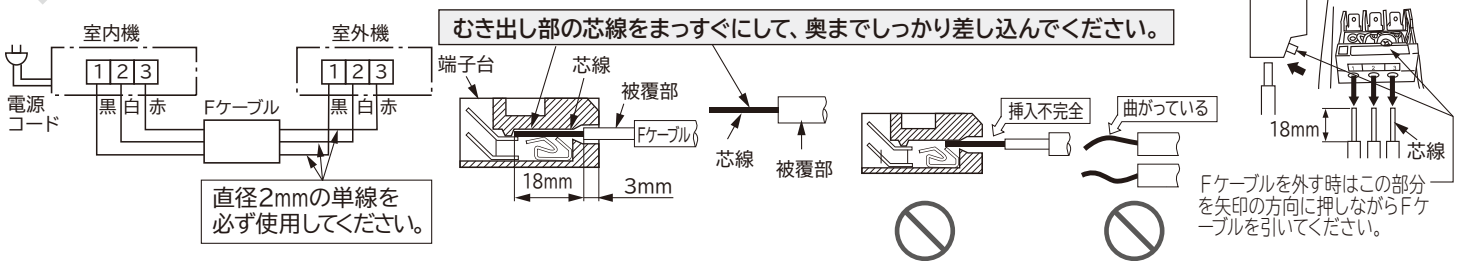 むき出し部の芯線をまっすぐにして、奥までしっかり差し込んでください。
室内機
室外機
1 2 3
1 2 3
黒 白 赤
黒 白 赤
電源
コード
Fケーブル
直径2mmの単線を
必ず使用してください。
端子台
芯線
被覆部
Fケーブル
18mm
3mm
芯線
被覆部
挿入不完全
曲がっている
1 2 3
18mm
芯線
Fケーブルを外す時はこの部分
を矢印の方向に押しながらFケ
ーブルを引いてください。